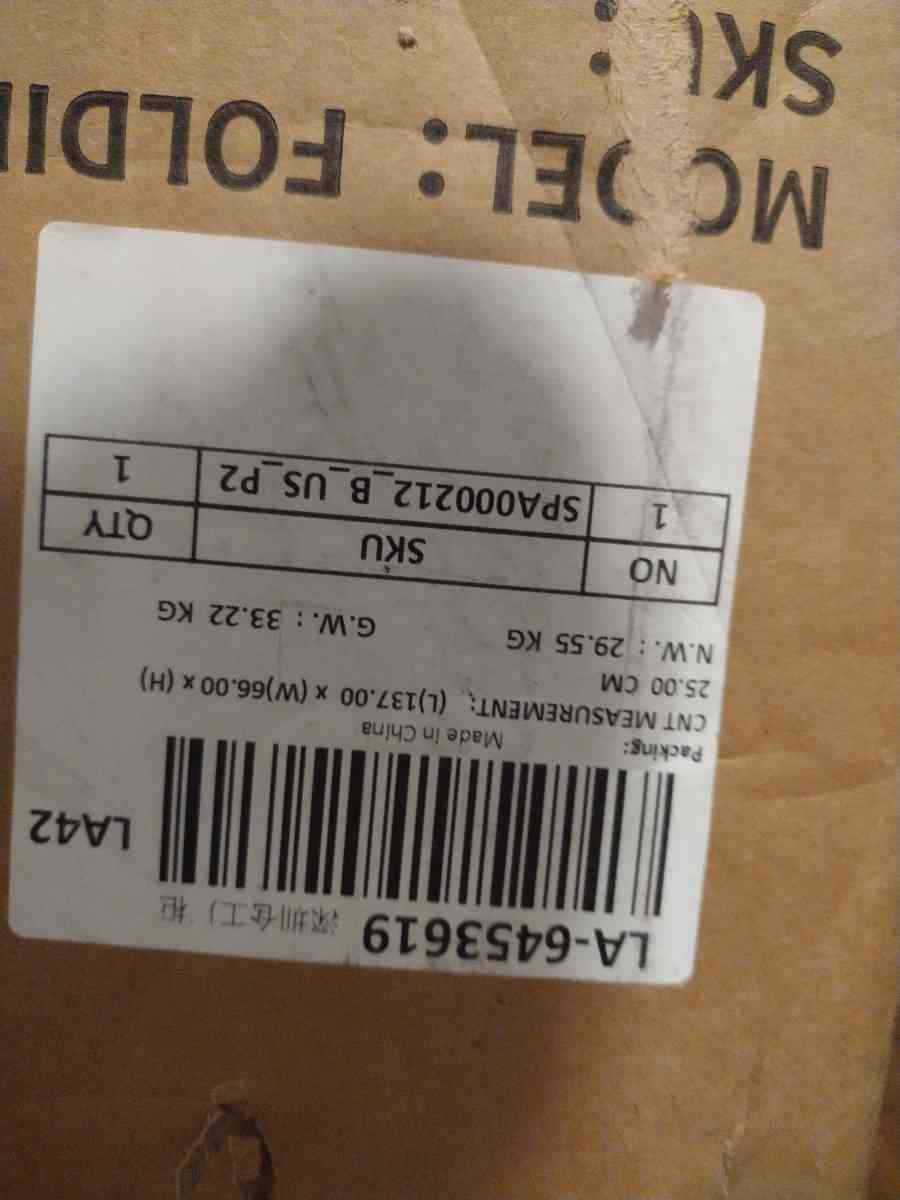 LA-6453619 深圳仓工厂柜
LA42
Packing: Made in China
CNT MEASUREMENT: (L)137.00 x (W)66.00 x (H)
25.00 CM
N.W.: 29.55 KG G.W.: 33.22 KG
NO SKU QTY
1 SPA000212_B_US_P2 1
MODEL: FOLDI
SKU: